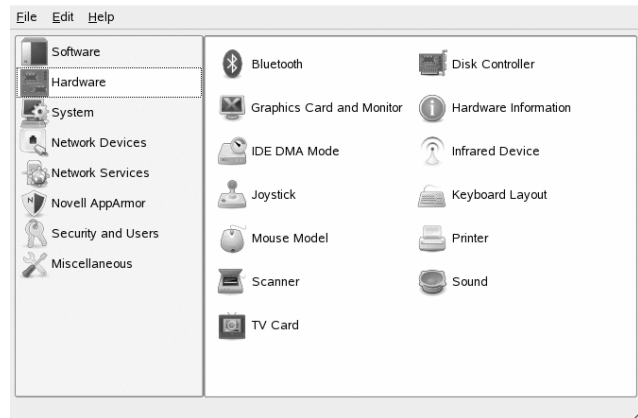 File Edit Help
Software
Hardware
System
Network Devices
Network Services
Novell AppArmor
Security and Users
Miscellaneous
Bluetooth
Disk Controller
Graphics Card and Monitor
Hardware Information
IDE DMA Mode
Infrared Device
Joystick
Keyboard Layout
Mouse Model
Printer
Scanner
Sound
TV Card